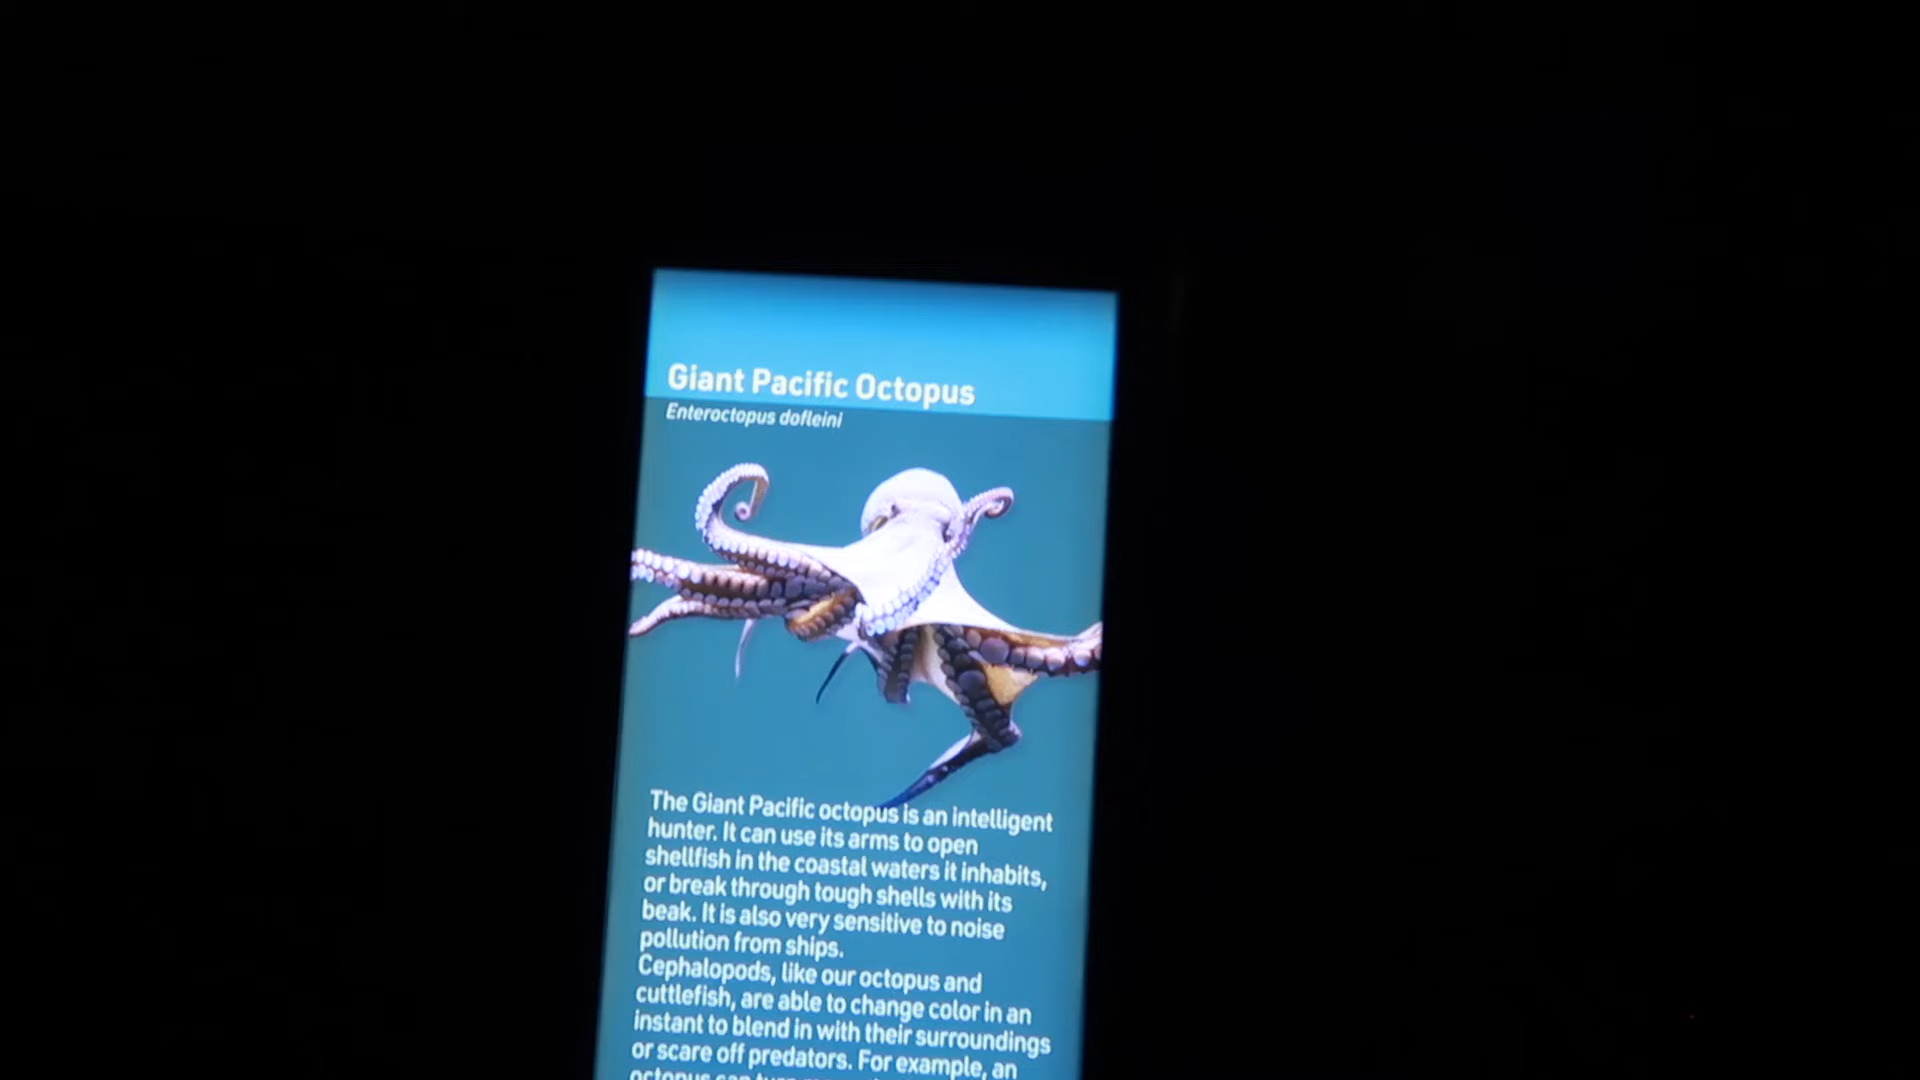 Giant Pacific Octopus
Enteroctopus dofleini
The Giant Pacific octopus is an intelligent
hunter. It can use its arms to open
shellfish in the coastal waters it inhabits,
or break through tough shells with its
beak. It is also very sensitive to noise
pollution from ships.
Cephalopods, like our octopus and
cuttlefish, are able to change color in an
instant to blend in with their surroundings
or scare off predators. For example, an
octopus can turn